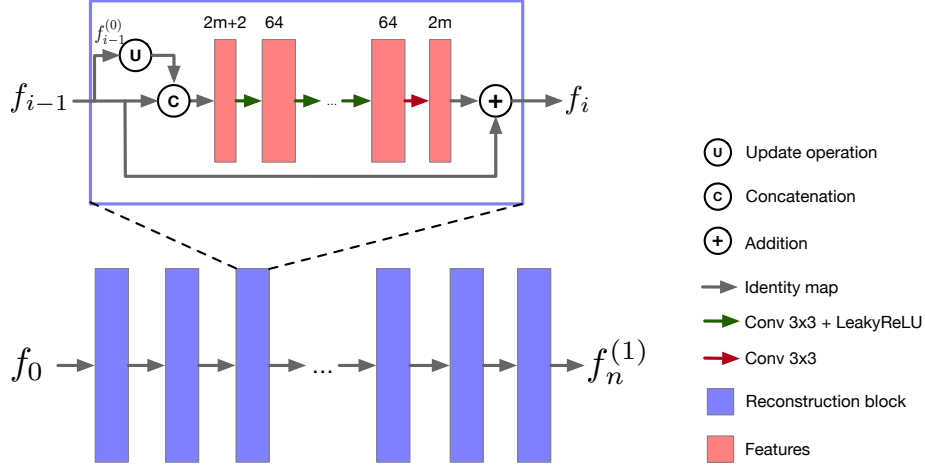 2m+2 64 64 2m
f_{i-1}^{(0)}
U
f_{i-1} C ... + f_i
U Update operation
C Concatenation
+ Addition
Identity map
Conv 3x3 + LeakyReLU
Conv 3x3
Reconstruction block
Features
f_0 ... f_n^{(1)}